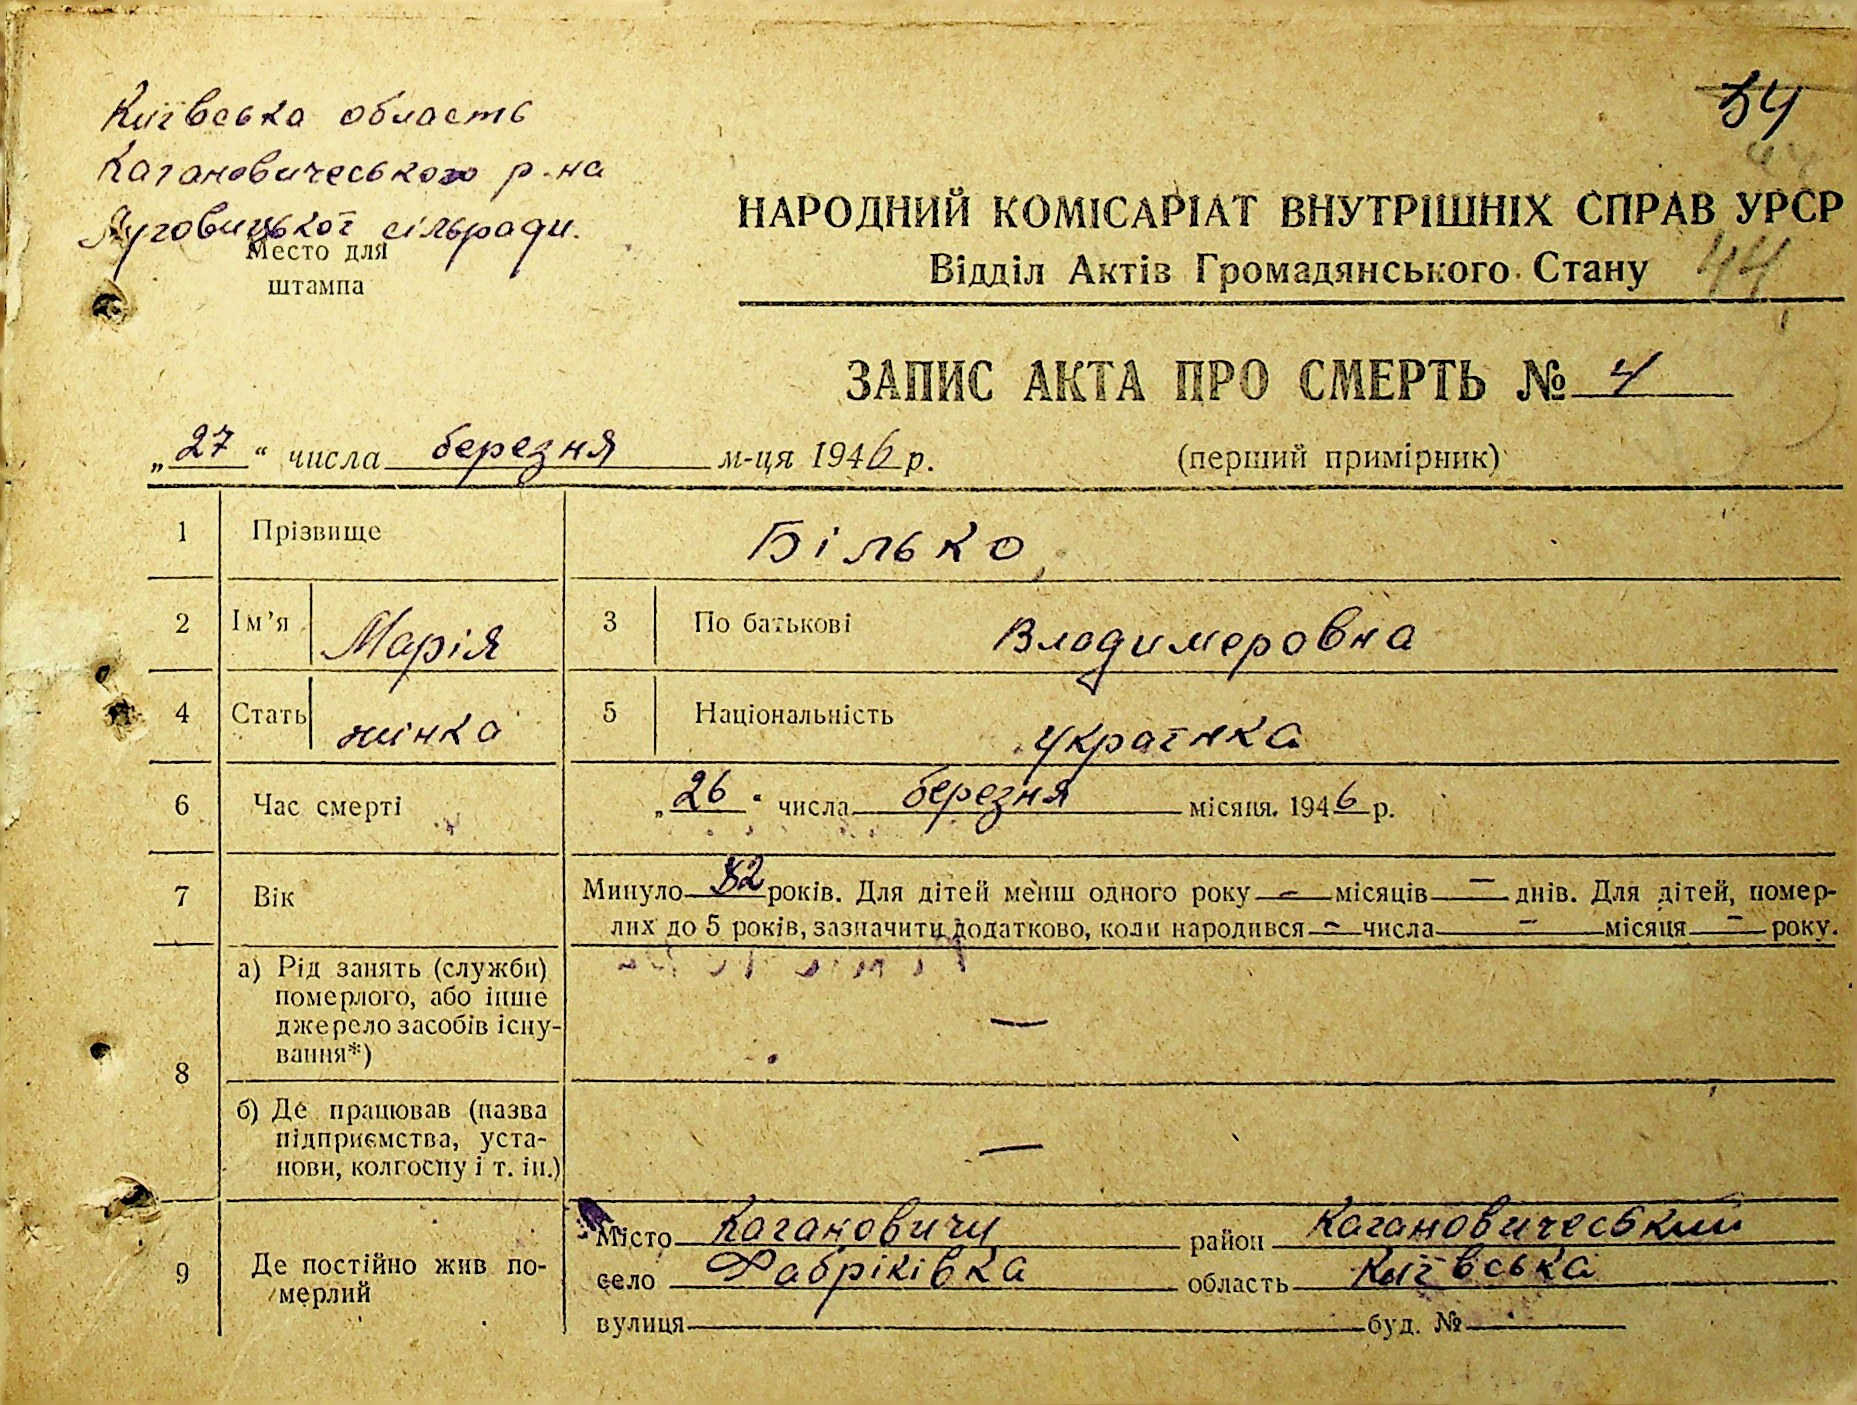 Київська область
Кагановичеського р-на
Луговицької сільради.
Место для
штампа
54
44
НАРОДНИЙ КОМІСАРІАТ ВНУТРІШНІХ СПРАВ УРСР
Відділ Актів Громадянського Стану
ЗАПИС АКТА ПРО СМЕРТЬ № 4
„27“ числа березня м-ця 1946 р. (перший примірник)
1 Прізвище Білько
2 Ім’я Марія 3 По батькові Владимеровна
4 Стать жинка 5 Національність українка
6 Час смерті „26“ числа березня місяця. 1946 р.
7 Вік Минуло 82 років. Для дітей менш одного року – місяців – днів. Для дітей, помер-
лих до 5 років, зазначити додатково, коли народився – числа – місяця – року.
8 а) Рід занять (служби)
померлого, або інше
джерело засобів існу-
вання*) —
б) Де працював (назва
підприємства, уста-
нови, колгоспу і т. ін.) —
9 Де постійно жив по-
мерлий
Місто Кагановичи район Кагановичеський
село Фабріківка область Київська
вулиця буд. №